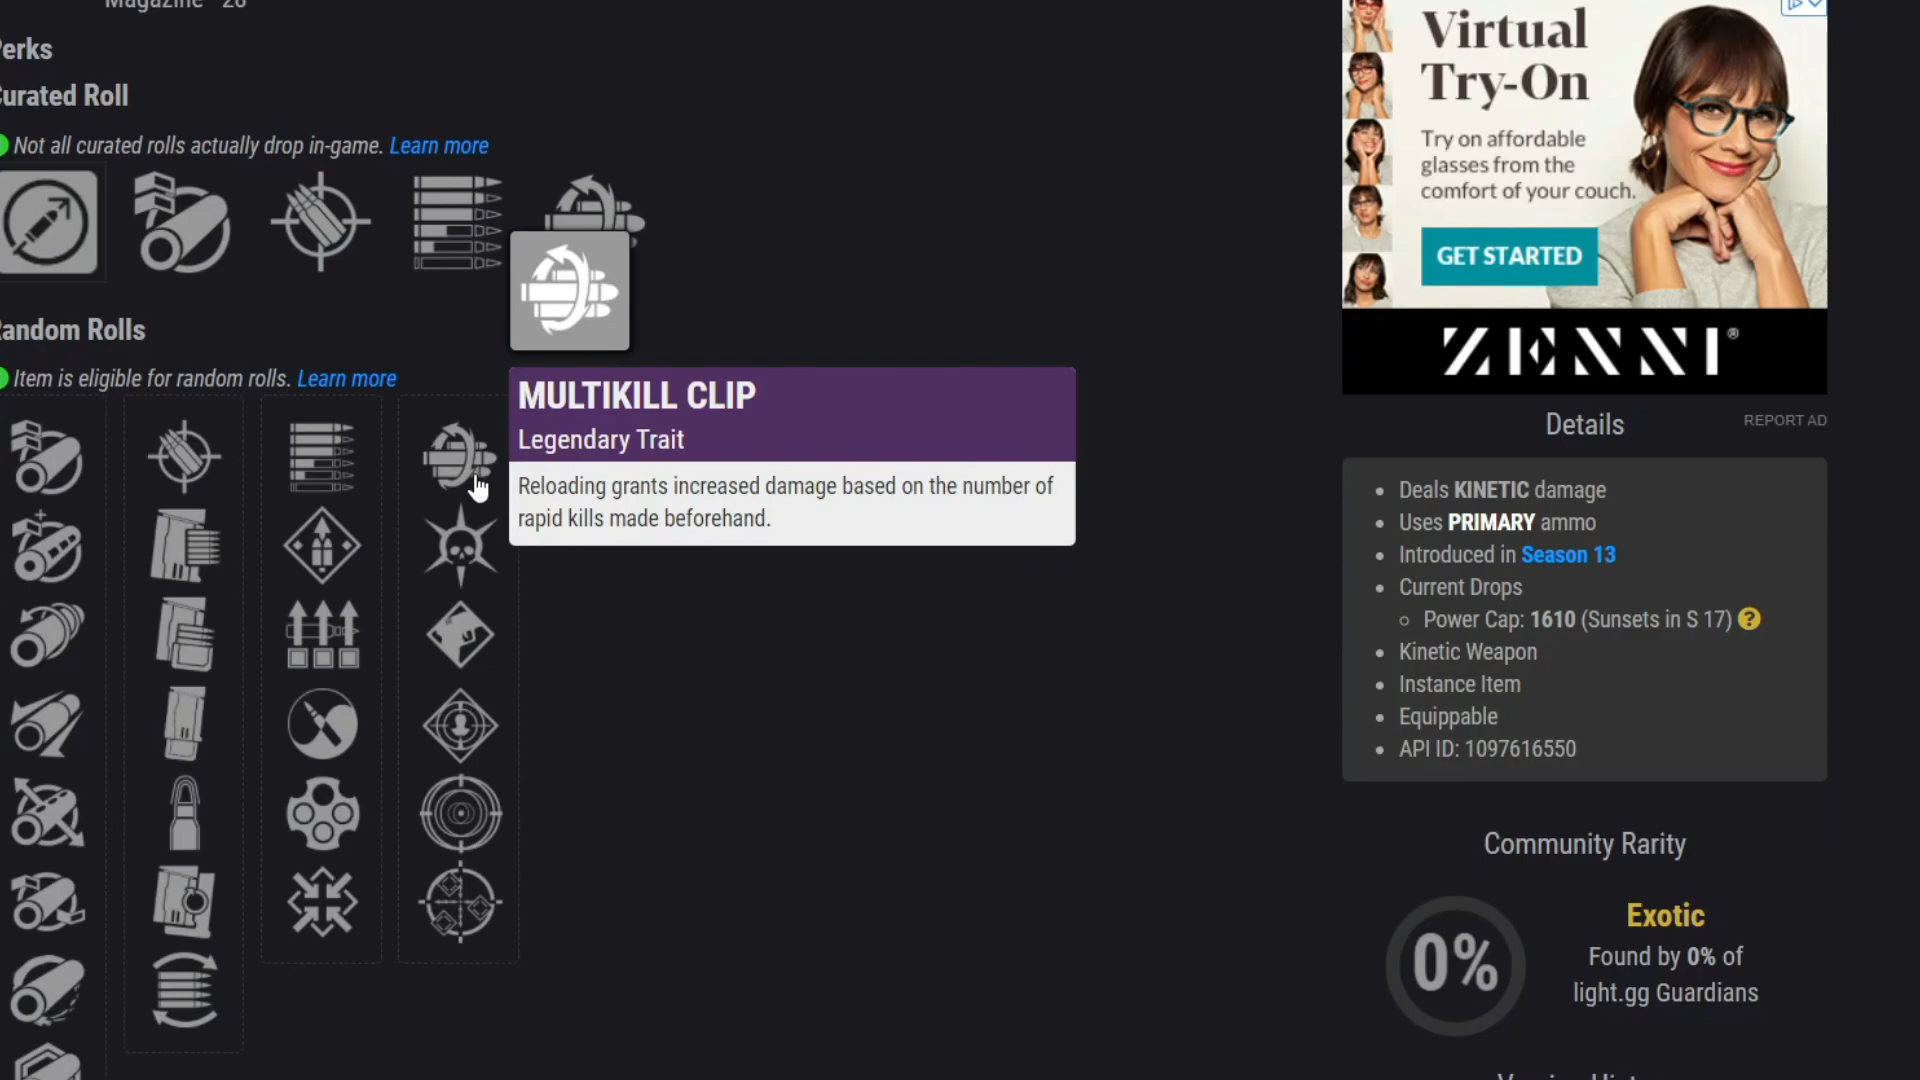 Magazine 28
Perks
Curated Roll
Not all curated rolls actually drop in-game. Learn more
Random Rolls
Item is eligible for random rolls. Learn more
MULTIKILL CLIP
Legendary Trait
Reloading grants increased damage based on the number of
rapid kills made beforehand.
Virtual
Try-On
Try on affordable
glasses from the
comfort of your couch.
GET STARTED
ZENNI®
Details
REPORT AD
Deals KINETIC damage
Uses PRIMARY ammo
Introduced in Season 13
Current Drops
Power Cap: 1610 (Sunsets in S 17) ?
Kinetic Weapon
Instance Item
Equippable
API ID: 1097616550
Community Rarity
0%
Exotic
Found by 0% of
light.gg Guardians